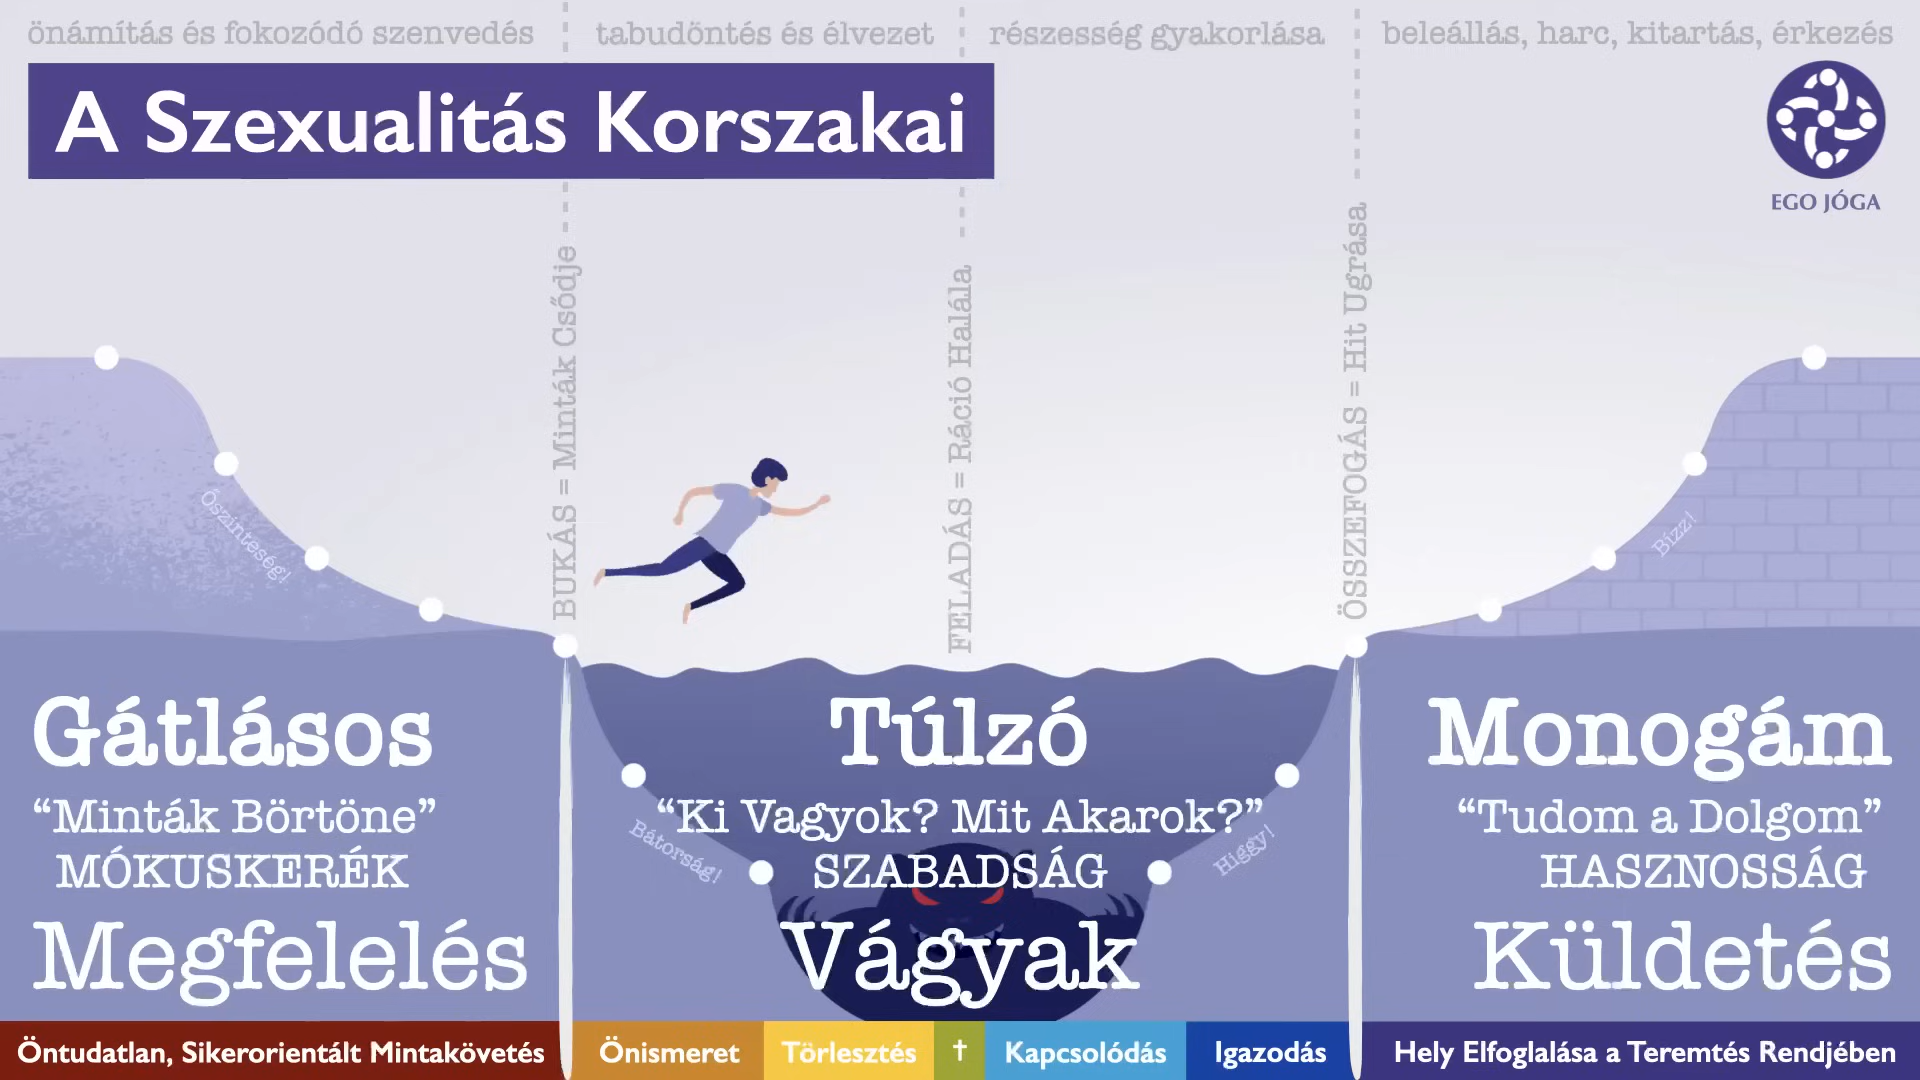 önámítás és fokozódó szenvedés
tabudöntés és élvezet
részesség gyakorlása
beleállás, harc, kitartás, érkezés
A Szexualitás Korszakai
EGO JÓGA
BUKÁS = Minták Csődje
FELADÁS = Ráció Halála
ÖSSZEFOGÁS = Hit Ugrása
Őszinteség!
Bízz!
Gátlásos
“Minták Börtöne”
MÓKUSKERÉK
Megfelelés
Bátorság!
Túlzó
“Ki Vagyok? Mit Akarok?”
SZABADSÁG
Vágyak
Higgy!
Monogám
“Tudom a Dolgom”
HASZNOSSÁG
Küldetés
Öntudatlan, Sikerorientált Mintakövetés
Önismeret
Törlesztés
†
Kapcsolódás
Igazodás
Hely Elfoglalása a Teremtés Rendjében